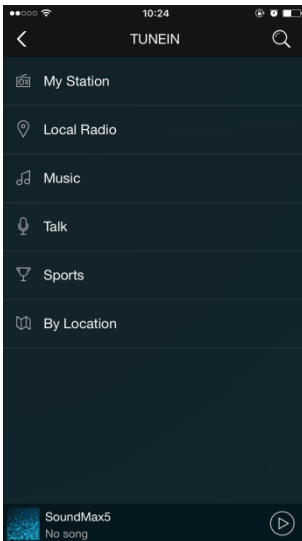 10:24
TUNEIN
My Station
Local Radio
Music
Talk
Sports
By Location
SoundMax5
No song